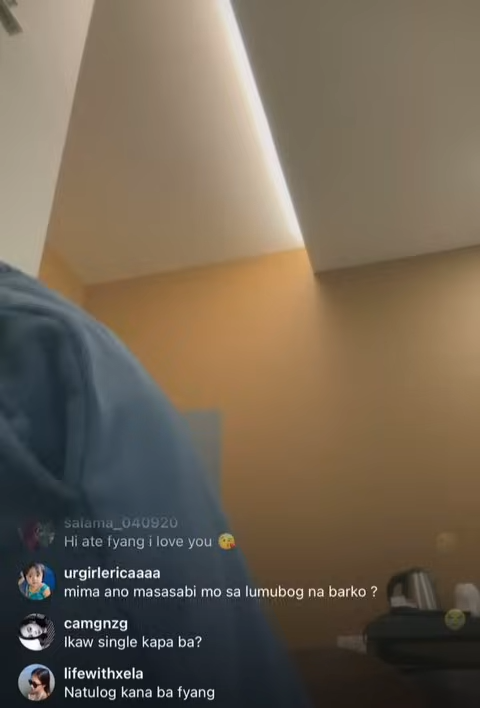 salama_040920
Hi ate fyang i love you 😘
urgirlericaaaa
mima ano masasabi mo sa lumubog na barko ?
camgnzg
Ikaw single kapa ba?
lifewithxela
Natulog kana ba fyang